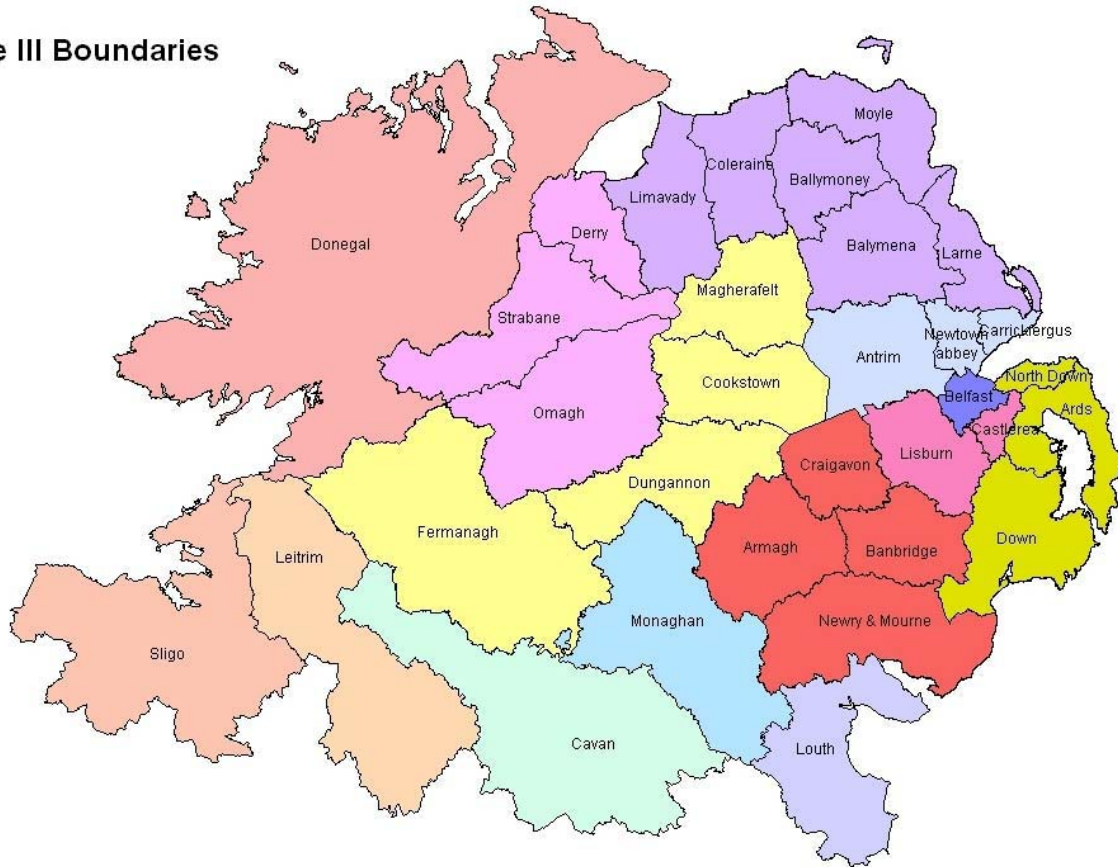 e III Boundaries
Moyle
Coleraine
Ballymoney
Limavady
Derry
Donegal
Balymena
Larne
Magherafelt
Strabane
Newtown
abbey
Carrickfergus
Antrim
Cookstown
North Down
Belfast
Ards
Omagh
Castlerea
Lisburn
Craigavon
Dungannon
Fermanagh
Armagh
Banbridge
Down
Leitrim
Monaghan
Newry & Mourne
Sligo
Cavan
Louth